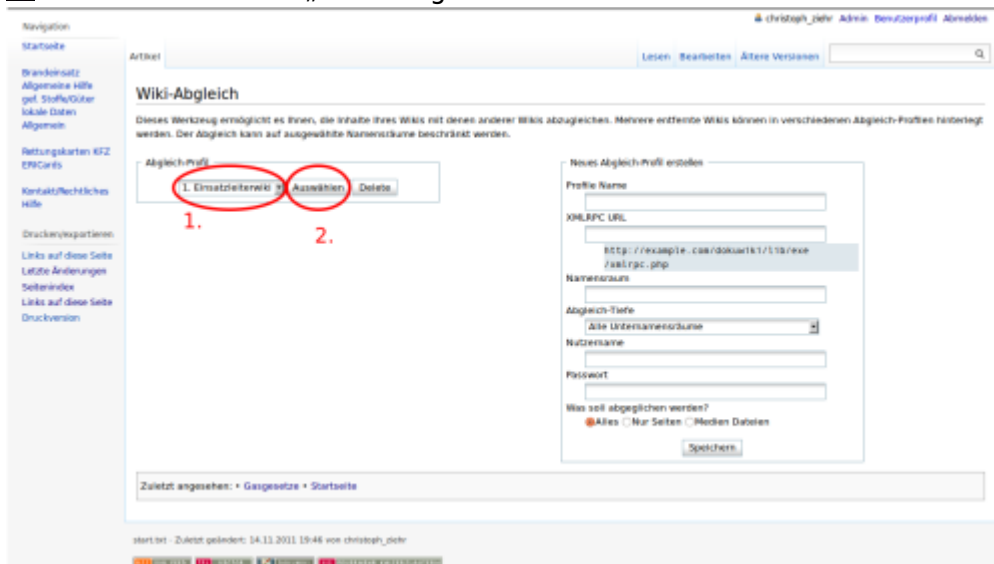 Navigation
christoph_ziehr Admin Benutzerprofil Abmelden
Startseite
Artikel
Lesen Bearbeiten Ältere Versionen
Brandeinsatz
Allgemeine Hilfe
gef. Stoffe/Güter
lokale Daten
Allgemein
Rettungskarten KFZ
ERICards
Kontakt/Rechtliches
Hilfe
Drucken/exportieren
Links auf diese Seite
Letzte Änderungen
Seitenindex
Links auf diese Seite
Druckversion
Wiki-Abgleich
Dieses Werkzeug ermöglicht es Ihnen, die Inhalte Ihres Wikis mit denen anderer Wikis abzugleichen. Mehrere entfernte Wikis können in verschiedenen Abgleich-Profilen hinterlegt
werden. Der Abgleich kann auf ausgewählte Namensräume beschränkt werden.
Abgleich-Profil
1. Einsatzleiterwiki Auswählen Delete
1.
2.
Neues Abgleich-Profil erstellen
Profile Name
XMLRPC URL
http://example.com/dokuwiki/lib/exe
/xmlrpc.php
Namensraum
Abgleich-Tiefe
Alle Unternamensräume
Nutzername
Passwort
Was soll abgeglichen werden?
Alles Nur Seiten Medien Dateien
Speichern
Zuletzt angesehen: • Gasgesetze • Startseite
start.txt · Zuletzt geändert: 14.11.2011 19:46 von christoph_ziehr